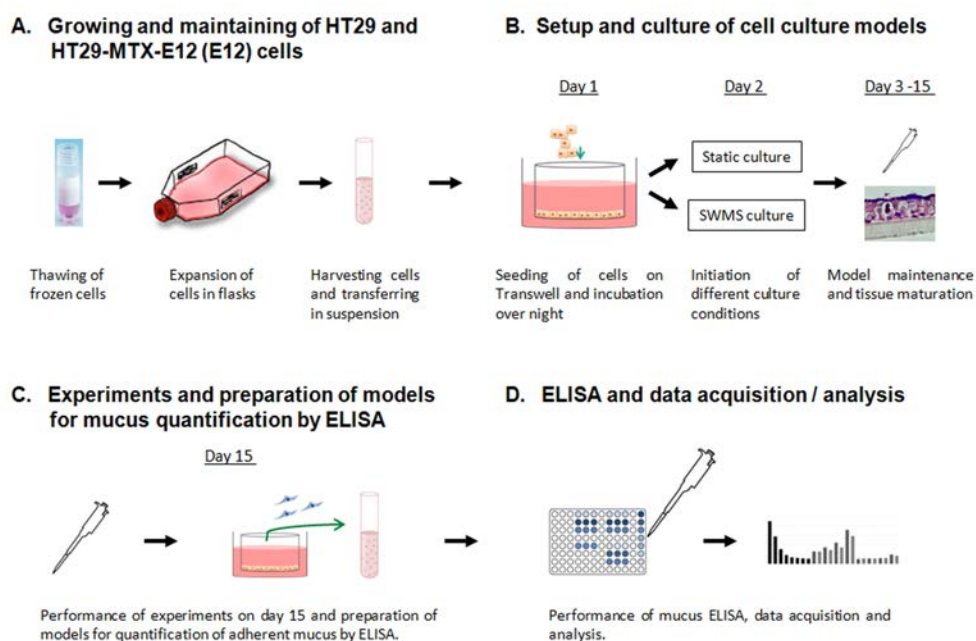 A. Growing and maintaining of HT29 and
HT29-MTX-E12 (E12) cells
Thawing of
frozen cells
Expansion of
cells in flasks
Harvesting cells
and transferring
in suspension
B. Setup and culture of cell culture models
Day 1
Day 2
Day 3 -15
Static culture
SWMS culture
Seeding of cells on
Transwell and incubation
over night
Initiation of
different culture
conditions
Model maintenance
and tissue maturation
C. Experiments and preparation of models
for mucus quantification by ELISA
Day 15
Performance of experiments on day 15 and preparation of
models for quantification of adherent mucus by ELISA.
D. ELISA and data acquisition / analysis
Performance of mucus ELISA, data acquisition and
analysis.